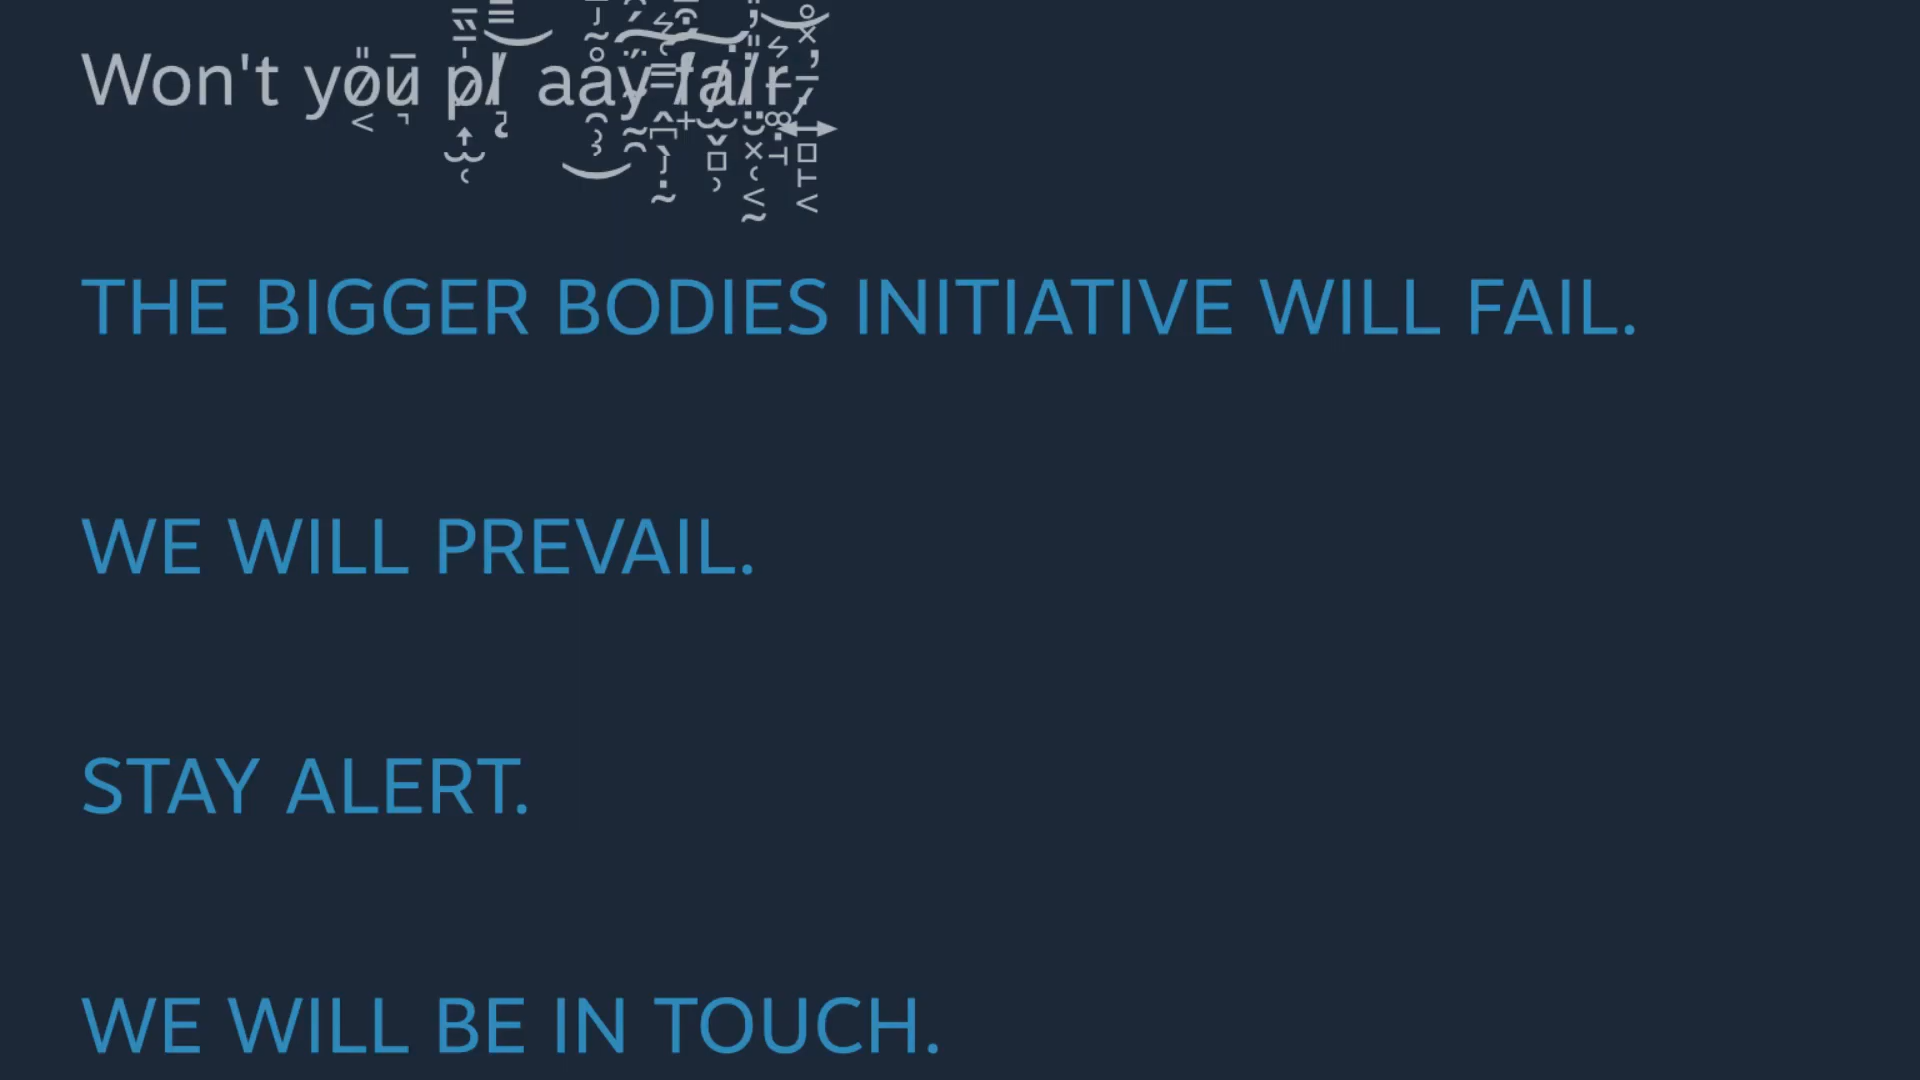 Won't you pl aay fair,
THE BIGGER BODIES INITIATIVE WILL FAIL.
WE WILL PREVAIL.
STAY ALERT.
WE WILL BE IN TOUCH.